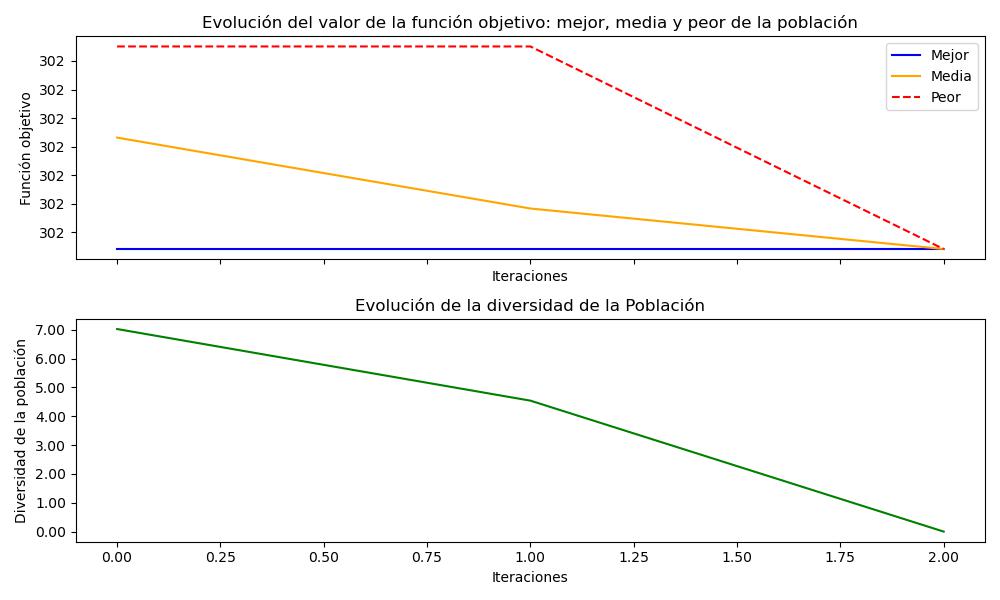 Evolución del valor de la función objetivo: mejor, media y peor de la población
302
302
302
302
302
302
302
Función objetivo
Mejor
Media
Peor
Iteraciones
Evolución de la diversidad de la Población
7.00
6.00
5.00
4.00
3.00
2.00
1.00
0.00
Diversidad de la población
0.00 0.25 0.50 0.75 1.00 1.25 1.50 1.75 2.00
Iteraciones